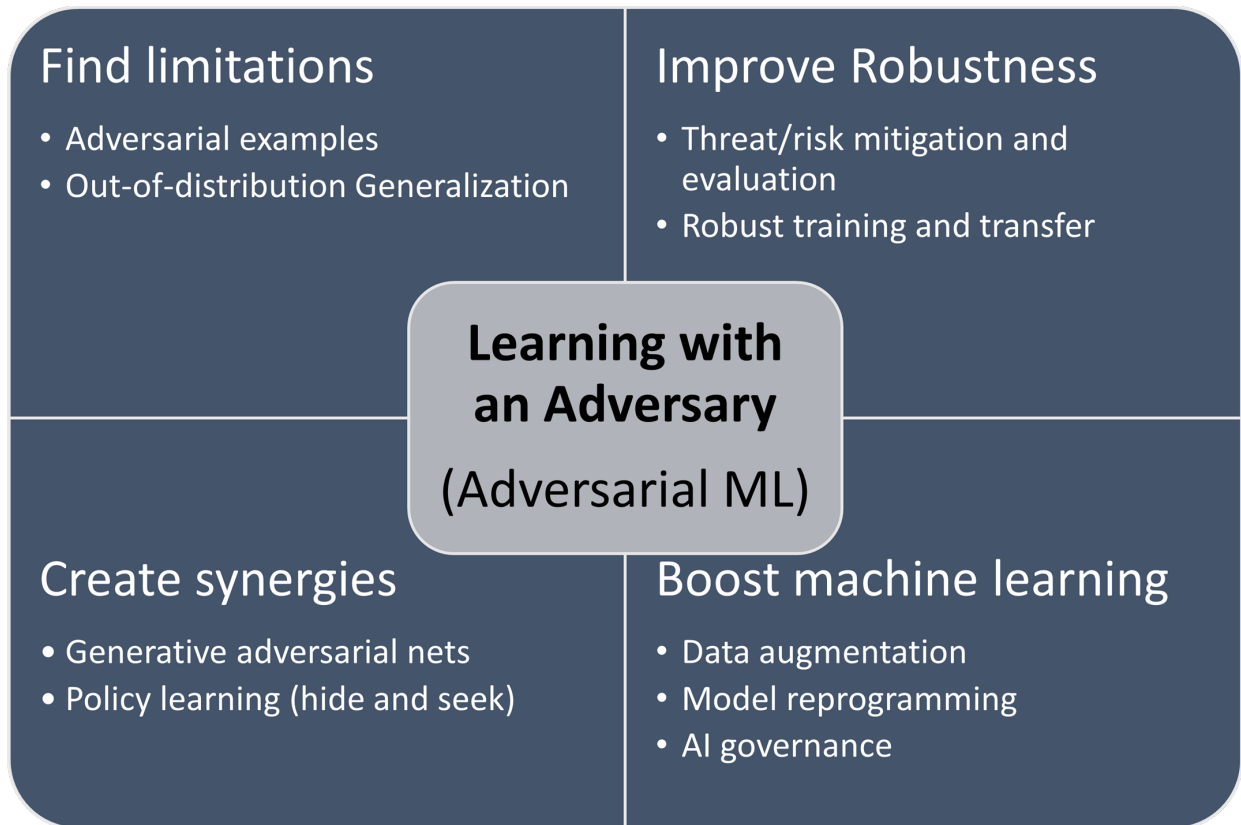 Find limitations
• Adversarial examples
• Out-of-distribution Generalization
Improve Robustness
• Threat/risk mitigation and
evaluation
• Robust training and transfer
Learning with
an Adversary
(Adversarial ML)
Create synergies
• Generative adversarial nets
• Policy learning (hide and seek)
Boost machine learning
• Data augmentation
• Model reprogramming
• AI governance